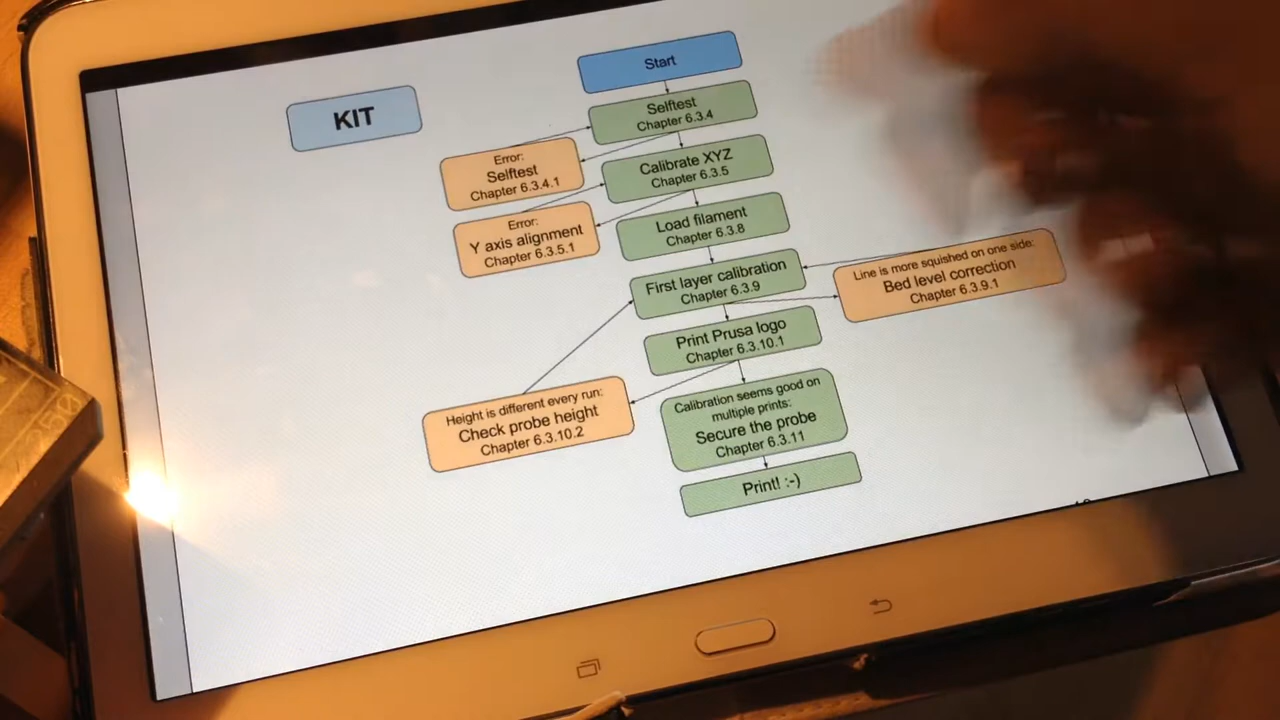 Start
KIT
Selftest
Chapter 6.3.4
Error:
Selftest
Chapter 6.3.4.1
Calibrate XYZ
Chapter 6.3.5
Error:
Y axis alignment
Chapter 6.3.5.1
Load filament
Chapter 6.3.8
First layer calibration
Chapter 6.3.9
Line is more squished on one side:
Bed level correction
Chapter 6.3.9.1
Print Prusa logo
Chapter 6.3.10.1
Height is different every run:
Check probe height
Chapter 6.3.10.2
Calibration seems good on
multiple prints:
Secure the probe
Chapter 6.3.11
Print! :-)